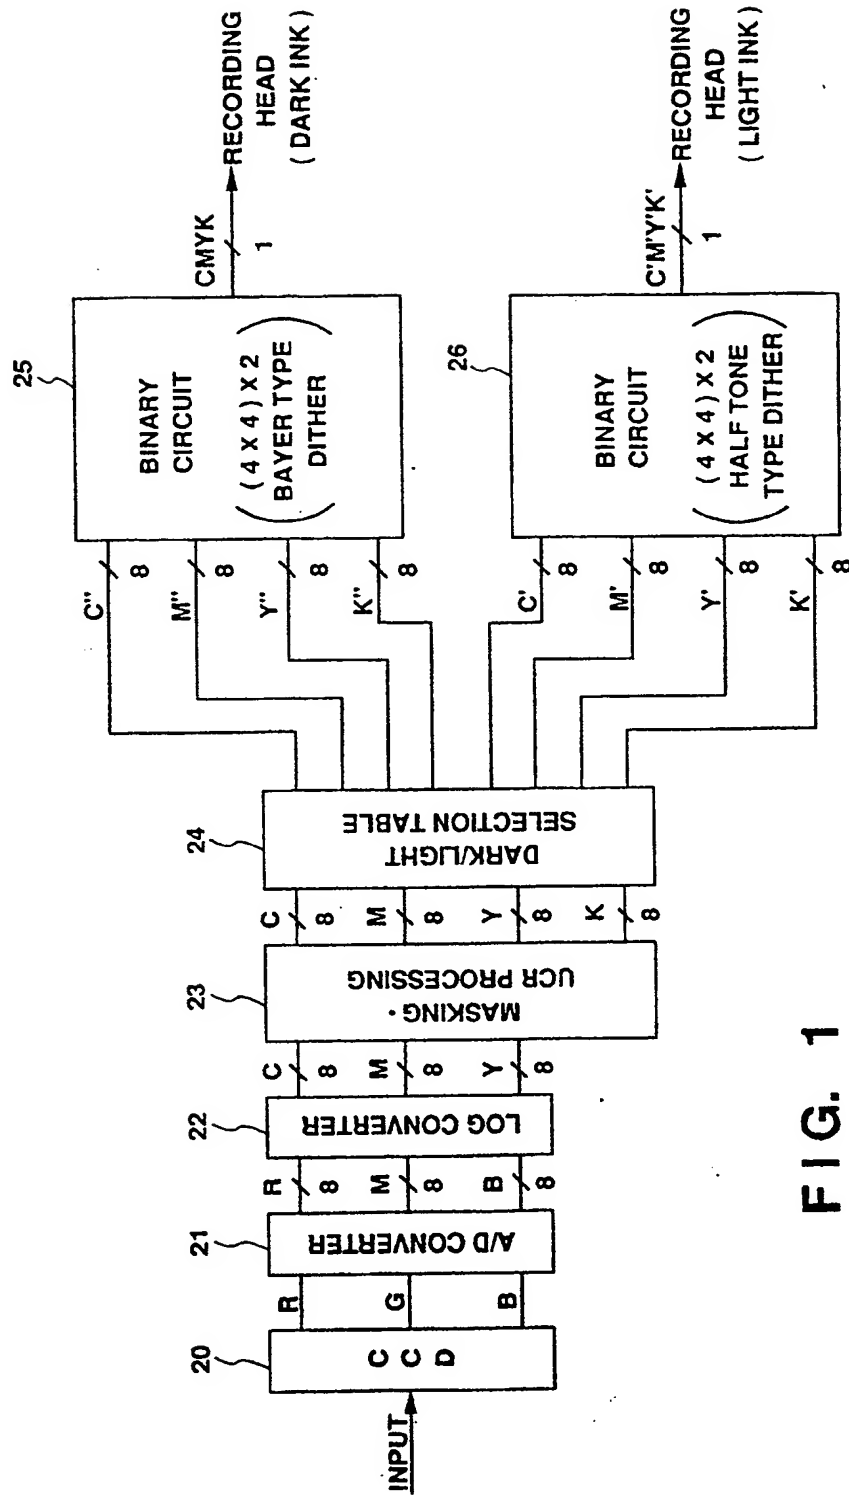 INPUT
20
C C D
R
G
B
21
A/D CONVERTER
R
8
M
8
B
8
22
LOG CONVERTER
C
8
M
8
Y
8
23
MASKING ·
UCR PROCESSING
C
8
M
8
Y
8
K
8
24
DARK/LIGHT
SELECTION TABLE
C"
8
M"
8
Y"
8
K"
8
25
BINARY
CIRCUIT
( 4 X 4 ) X 2
BAYER TYPE
DITHER
CMYK
1
RECORDING
HEAD
( DARK INK )
C'
8
M'
8
Y'
8
K'
8
26
BINARY
CIRCUIT
( 4 X 4 ) X 2
HALF TONE
TYPE DITHER
C'M'Y'K'
1
RECORDING
HEAD
(LIGHT INK)
FIG. 1